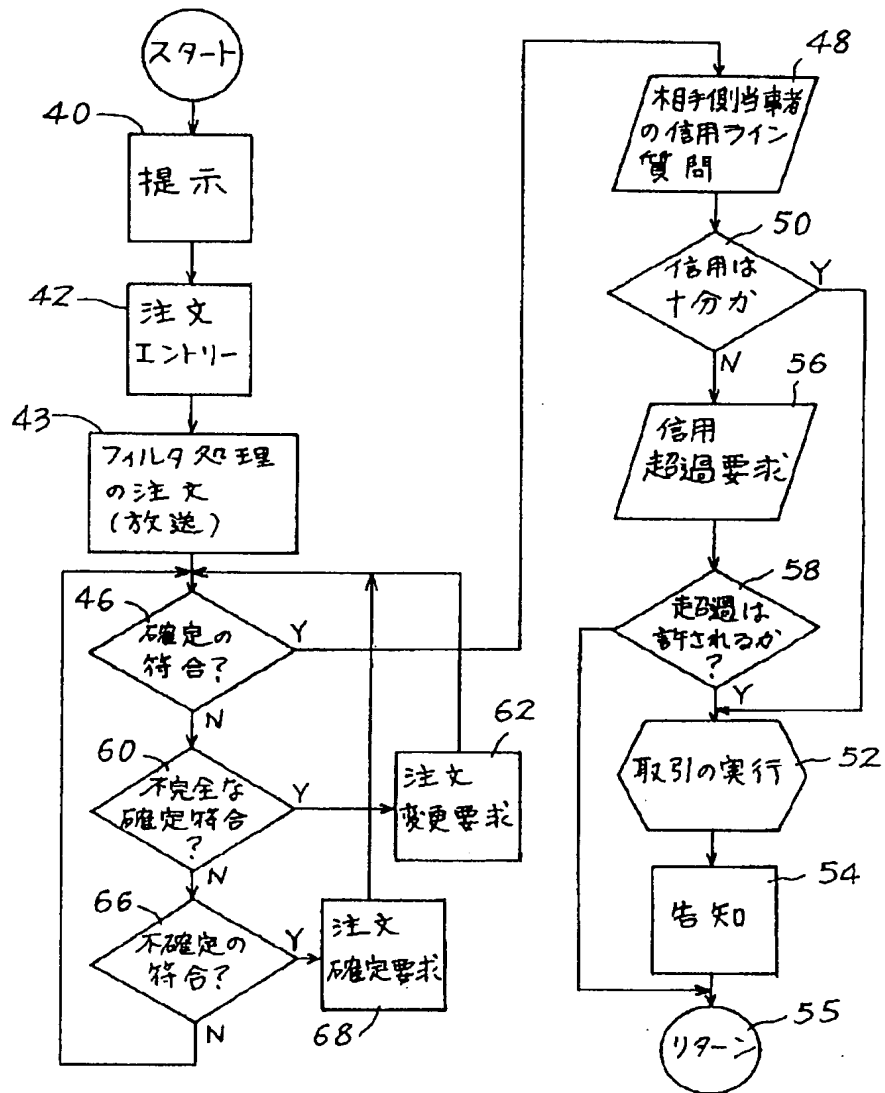 スタート
40
提示
42
注文
エントリー
43
フィルタ処理
の注文
(放送)
46
確定の
符合?
Y
N
60
不完全な
確定符合
?
Y
N
62
注文
変更要求
66
不確定の
符合?
Y
N
注文
確定要求
68
48
相手側当事者
の信用ライン
質問
50
信用は
十分か
Y
N
56
信用
超過要求
58
超過は
許されるか
?
Y
取引の実行
52
告知
54
リターン
55